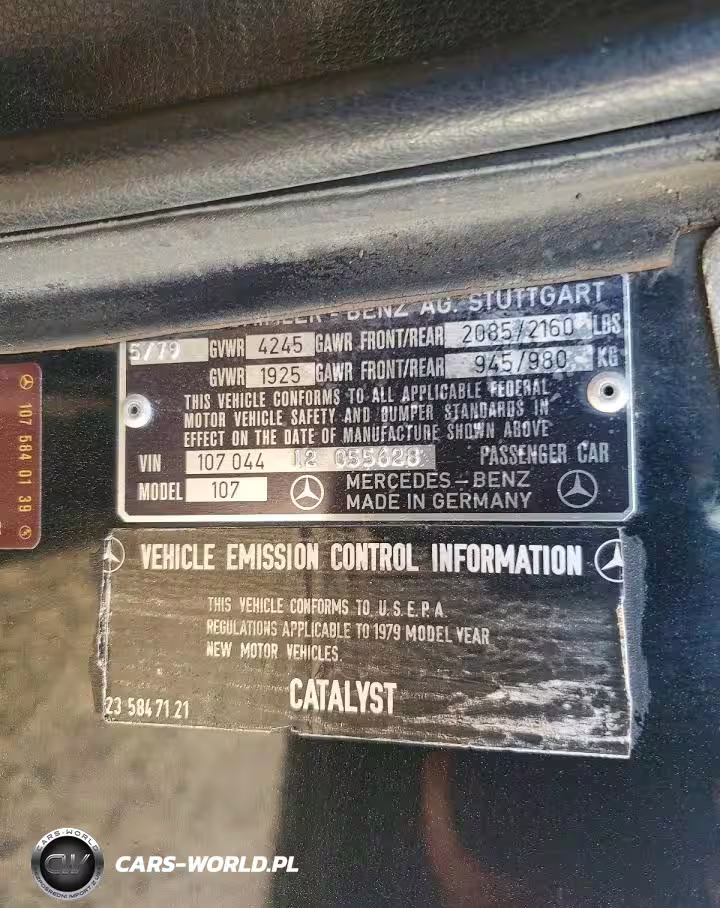 BENZ AG. STUTTGART
5/79 GVWR 4245 GAWR FRONT/REAR 2085/2160 LBS
GVWR 1925 GAWR FRONT/REAR 945/980 KG
THIS VEHICLE CONFORMS TO ALL APPLICABLE FEDERAL
MOTOR VEHICLE SAFETY AND BUMPER STANDARDS IN
EFFECT ON THE DATE OF MANUFACTURE SHOWN ABOVE
VIN 107 044 12 055628 PASSENGER CAR
MODEL 107 MERCEDES-BENZ
MADE IN GERMANY
107 584 01 39
VEHICLE EMISSION CONTROL INFORMATION
THIS VEHICLE CONFORMS TO U.S.E.P.A.
REGULATIONS APPLICABLE TO 1979 MODEL YEAR
NEW MOTOR VEHICLES.
CATALYST
23 584 71 21
CARS-WORLD
CW
CARS-WORLD.PL